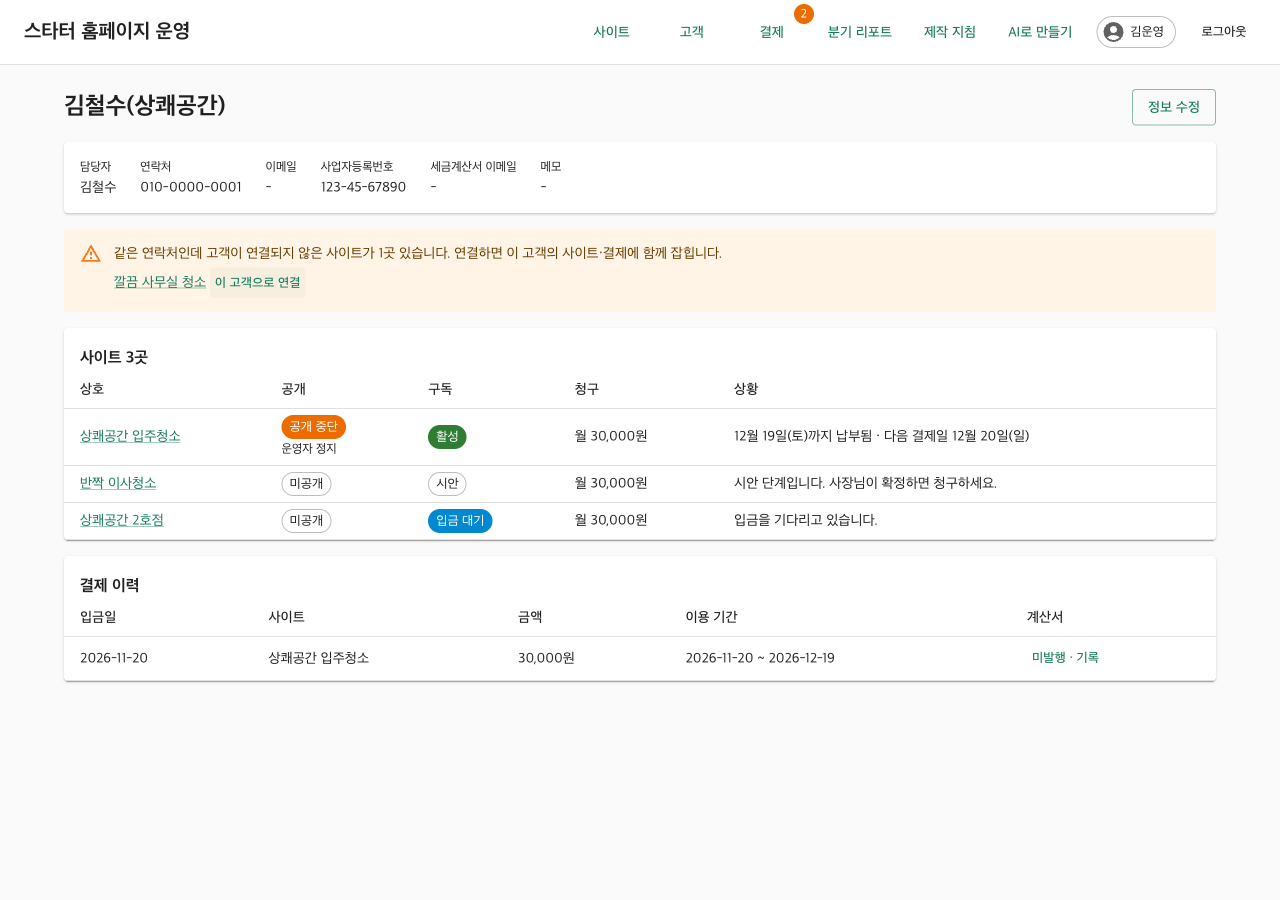 스타터 홈페이지 운영
사이트 고객 결제 2 분기 리포트 제작 지침 AI로 만들기 김운영 로그아웃
김철수(상쾌공간)
정보 수정
담당자 연락처 이메일 사업자등록번호 세금계산서 이메일 메모
김철수 010-0000-0001 - 123-45-67890 - -
같은 연락처인데 고객이 연결되지 않은 사이트가 1곳 있습니다. 연결하면 이 고객의 사이트·결제에 함께 잡힙니다.
깔끔 사무실 청소 이 고객으로 연결
사이트 3곳
상호 공개 구독 청구 상황
상쾌공간 입주청소 공개 중단 활성 월 30,000원 12월 19일(토)까지 납부됨 · 다음 결제일 12월 20일(일)
운영자 정지
반짝 이사청소 미공개 시안 월 30,000원 시안 단계입니다. 사장님이 확정하면 청구하세요.
상쾌공간 2호점 미공개 입금 대기 월 30,000원 입금을 기다리고 있습니다.
결제 이력
입금일 사이트 금액 이용 기간 계산서
2026-11-20 상쾌공간 입주청소 30,000원 2026-11-20 ~ 2026-12-19 미발행 · 기록